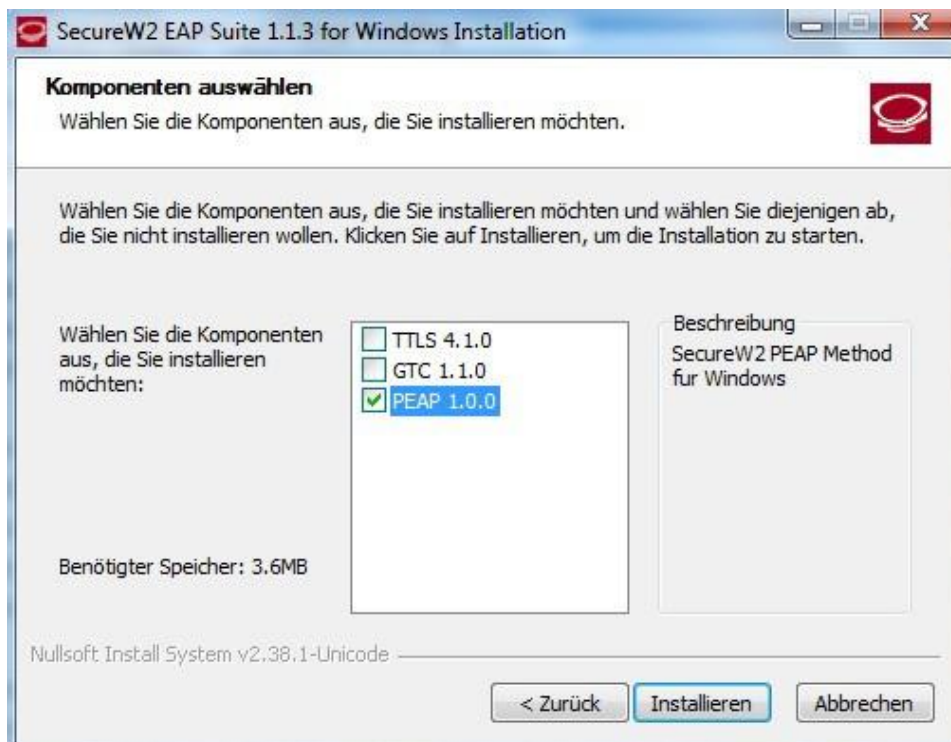 SecureW2 EAP Suite 1.1.3 for Windows Installation
Komponenten auswählen
Wählen Sie die Komponenten aus, die Sie installieren möchten.
Wählen Sie die Komponenten aus, die Sie installieren möchten und wählen Sie diejenigen ab,
die Sie nicht installieren wollen. Klicken Sie auf Installieren, um die Installation zu starten.
Wählen Sie die Komponenten
aus, die Sie installieren
möchten:
TTLS 4.1.0
GTC 1.1.0
PEAP 1.0.0
Beschreibung
SecureW2 PEAP Method
fur Windows
Benötigter Speicher: 3.6MB
Nullsoft Install System v2.38.1-Unicode
< Zurück
Installieren
Abbrechen